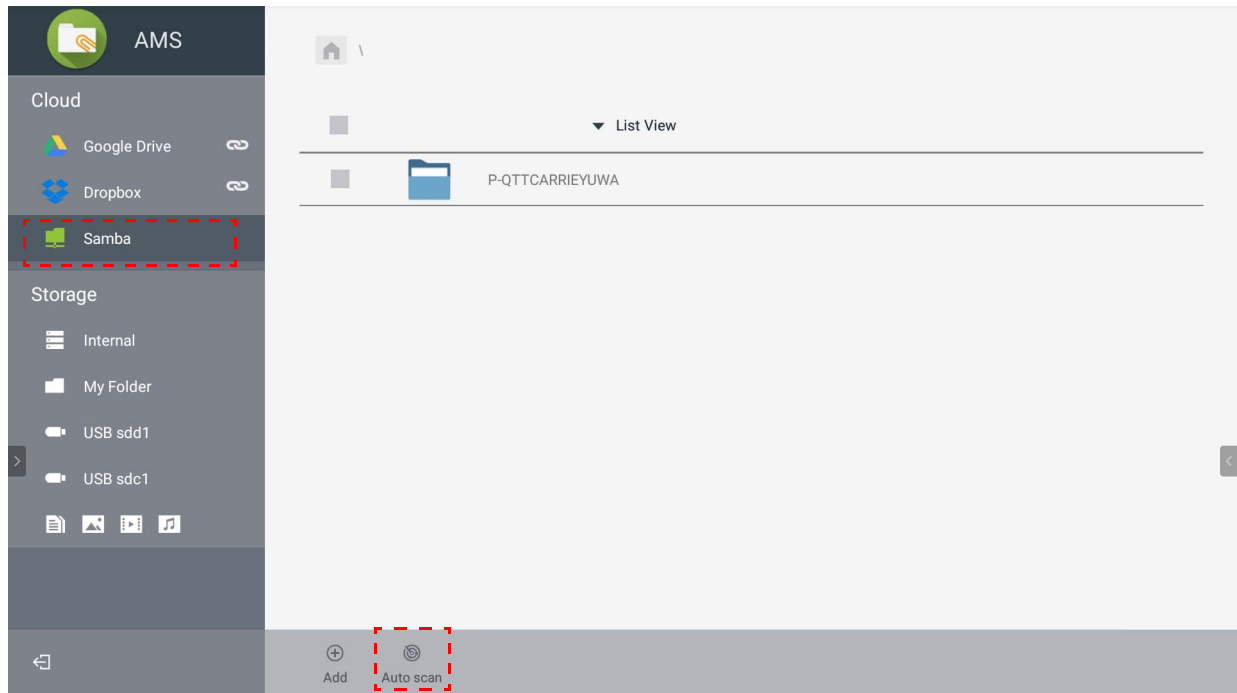 AMS
Cloud
Google Drive
Dropbox
Samba
Storage
Internal
My Folder
USB sdd1
USB sdc1
\
List View
P-QTTCARRIEYUWA
Add
Auto scan